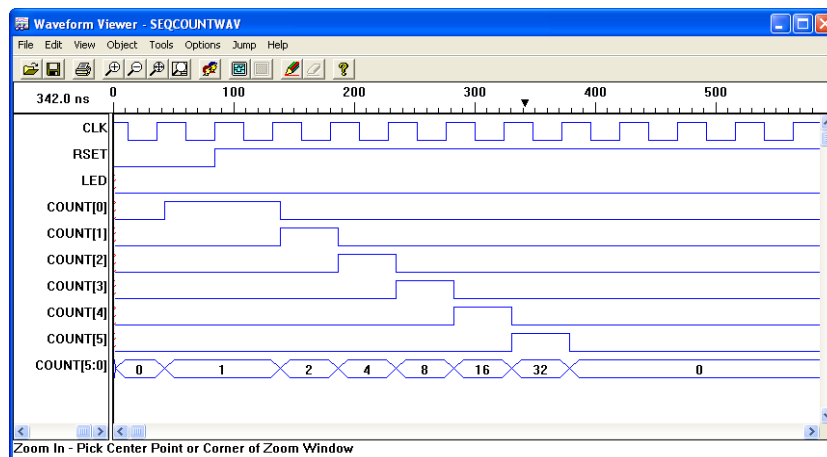 Waveform Viewer - SEQCOUNTWAV
File Edit View Object Tools Options Jump Help
342.0 ns 0 100 200 300 400 500
CLK
RSET
LED
COUNT[0]
COUNT[1]
COUNT[2]
COUNT[3]
COUNT[4]
COUNT[5]
COUNT[5:0] 0 1 2 4 8 16 32 0
Zoom In - Pick Center Point or Corner of Zoom Window